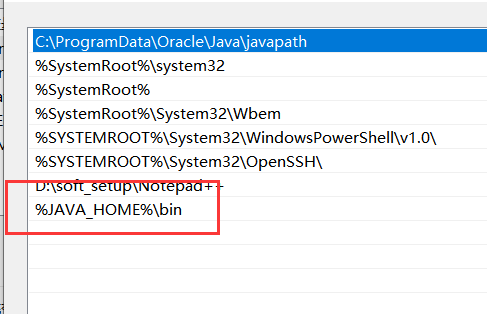 C:\ProgramData\Oracle\Java\javapath
%SystemRoot%\system32
%SystemRoot%
%SystemRoot%\System32\Wbem
%SYSTEMROOT%\System32\WindowsPowerShell\v1.0\
%SYSTEMROOT%\System32\OpenSSH\
D:\soft_setup\Notepad++
%JAVA_HOME%\bin